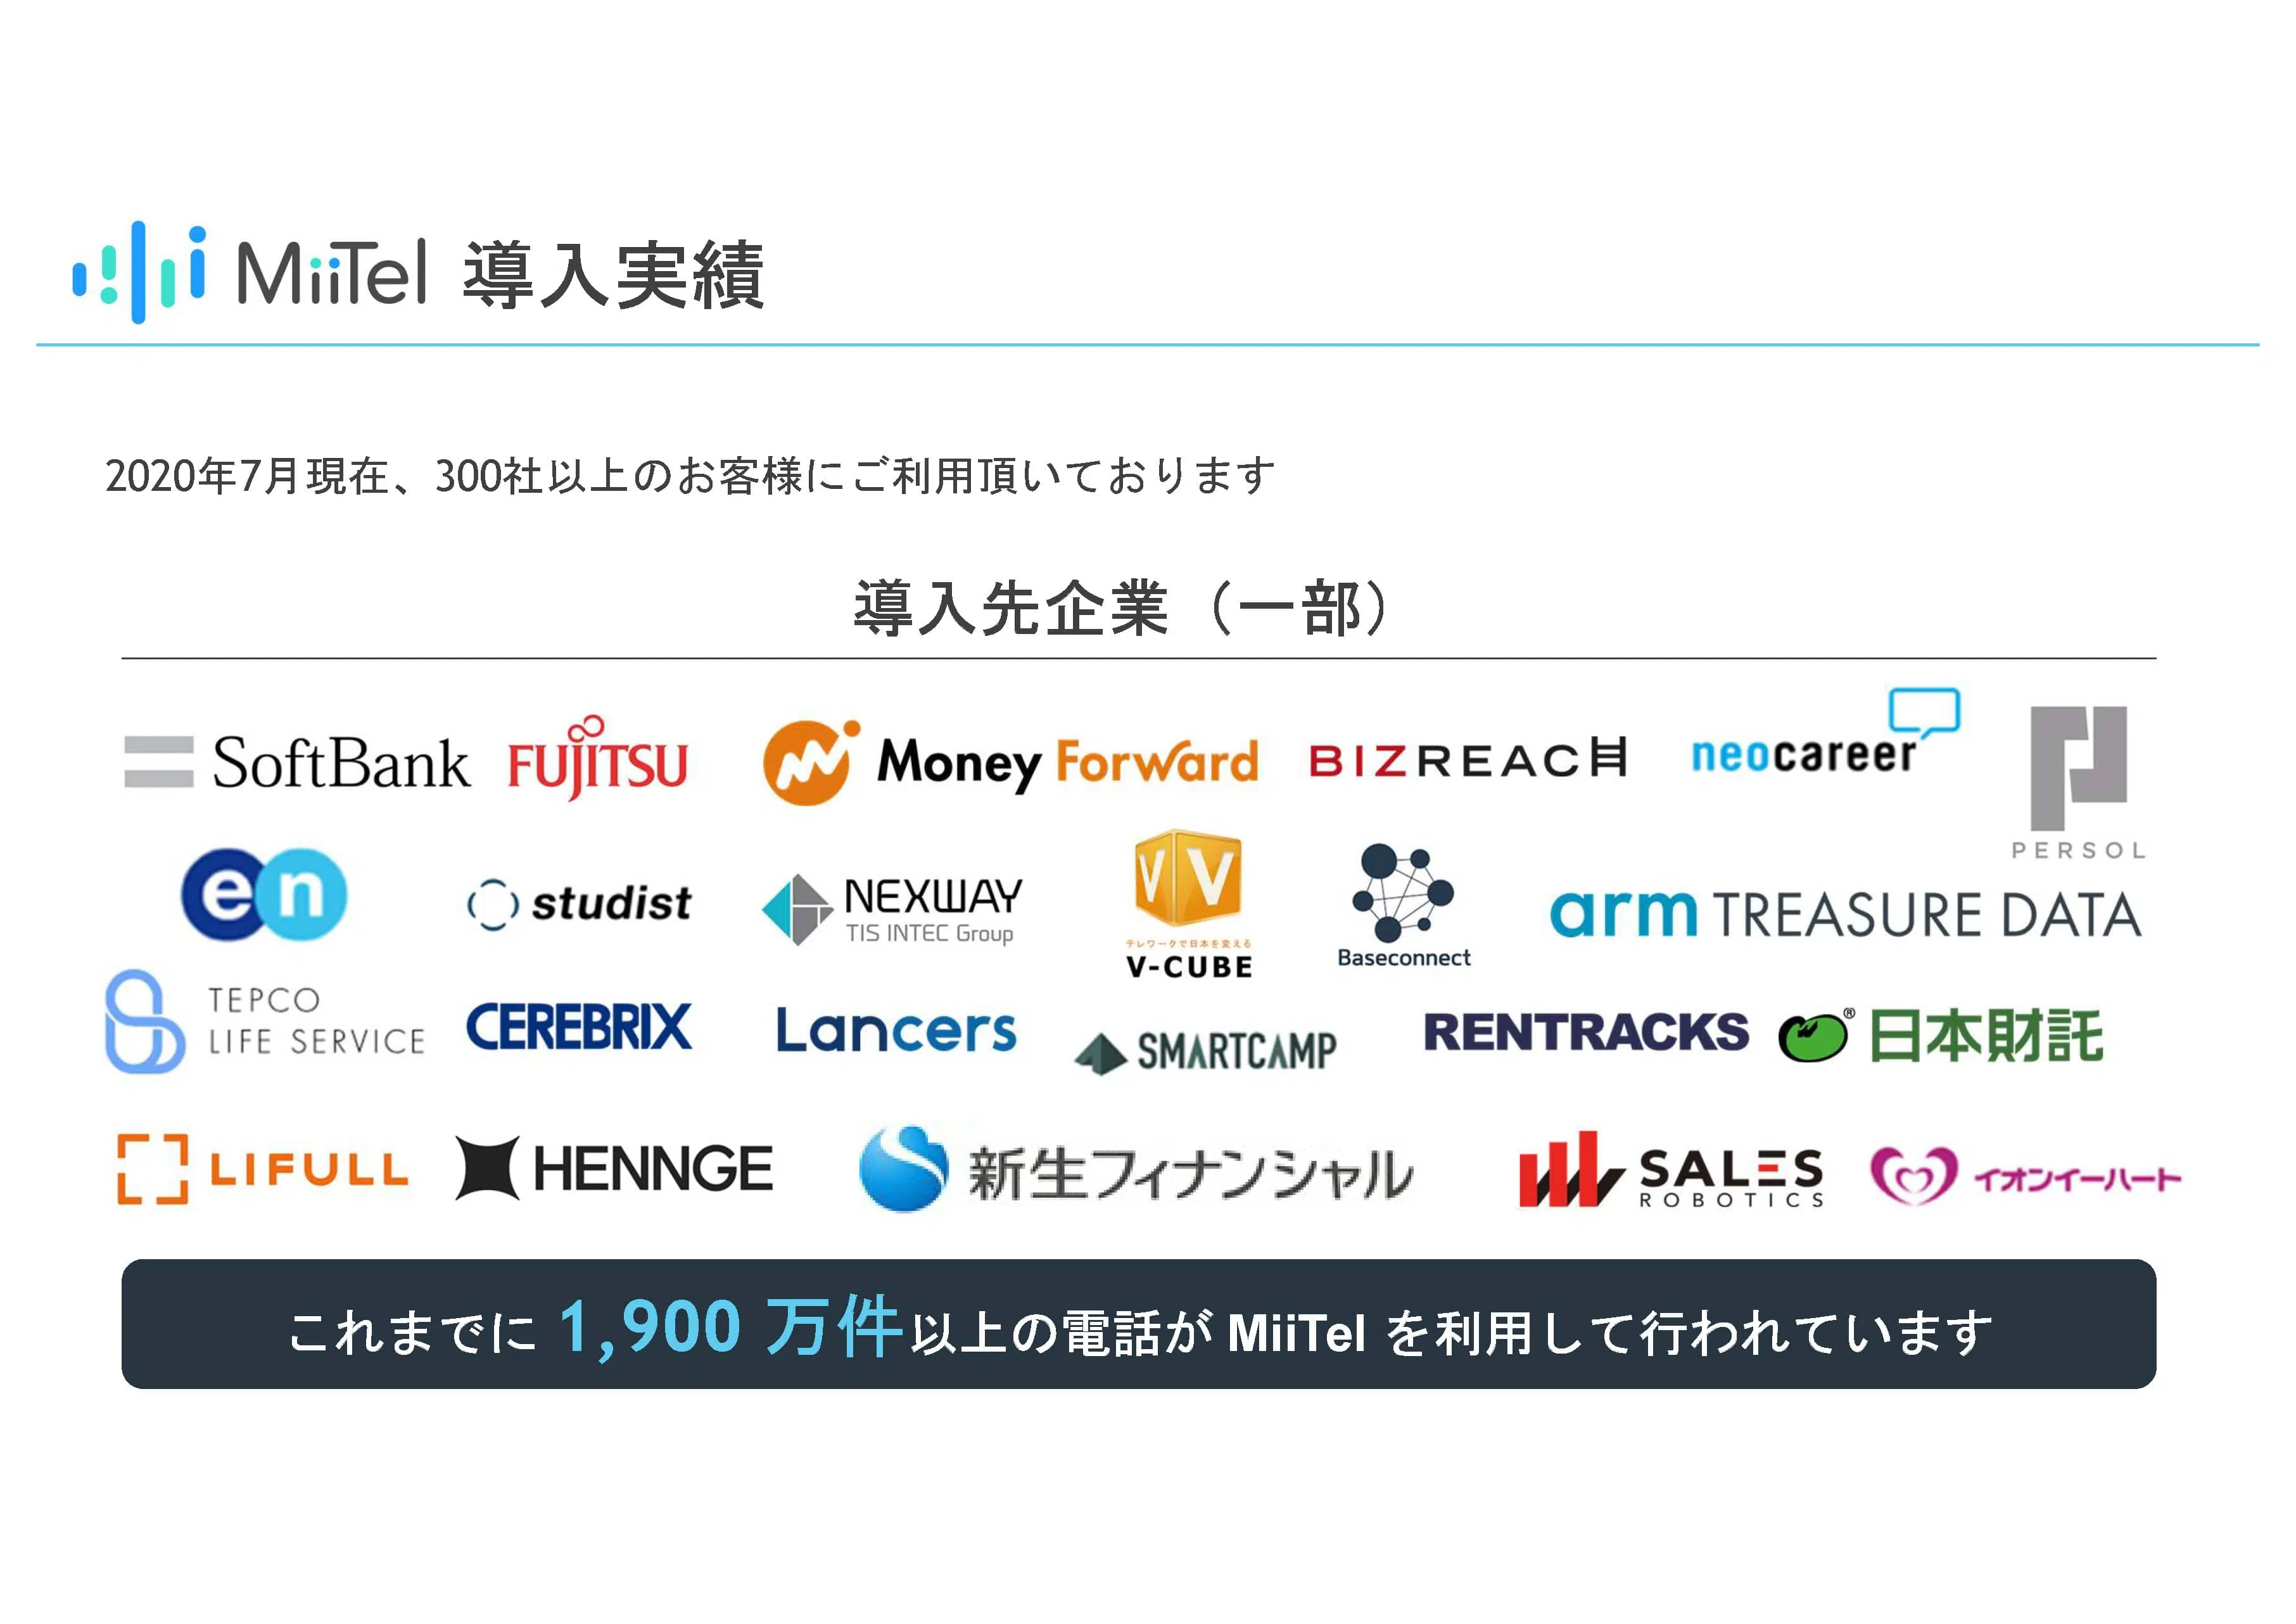 MiiTel 導入実績
2020年7月現在、300社以上のお客様にご利用頂いております
導入先企業（一部）
SoftBank FUJITSU Money Forward BIZREACH neocareer PERSOL
en studist NEXWAY TIS INTEC Group テレワークで日本を変える V-CUBE Baseconnect arm TREASURE DATA
TEPCO LIFE SERVICE CEREBRIX Lancers SMARTCAMP RENTRACKS ® 日本財託
LIFULL HENNGE 新生フィナンシャル SALES ROBOTICS イオンイーハート
これまでに 1,900 万件以上の電話が MiiTel を利用して行われています